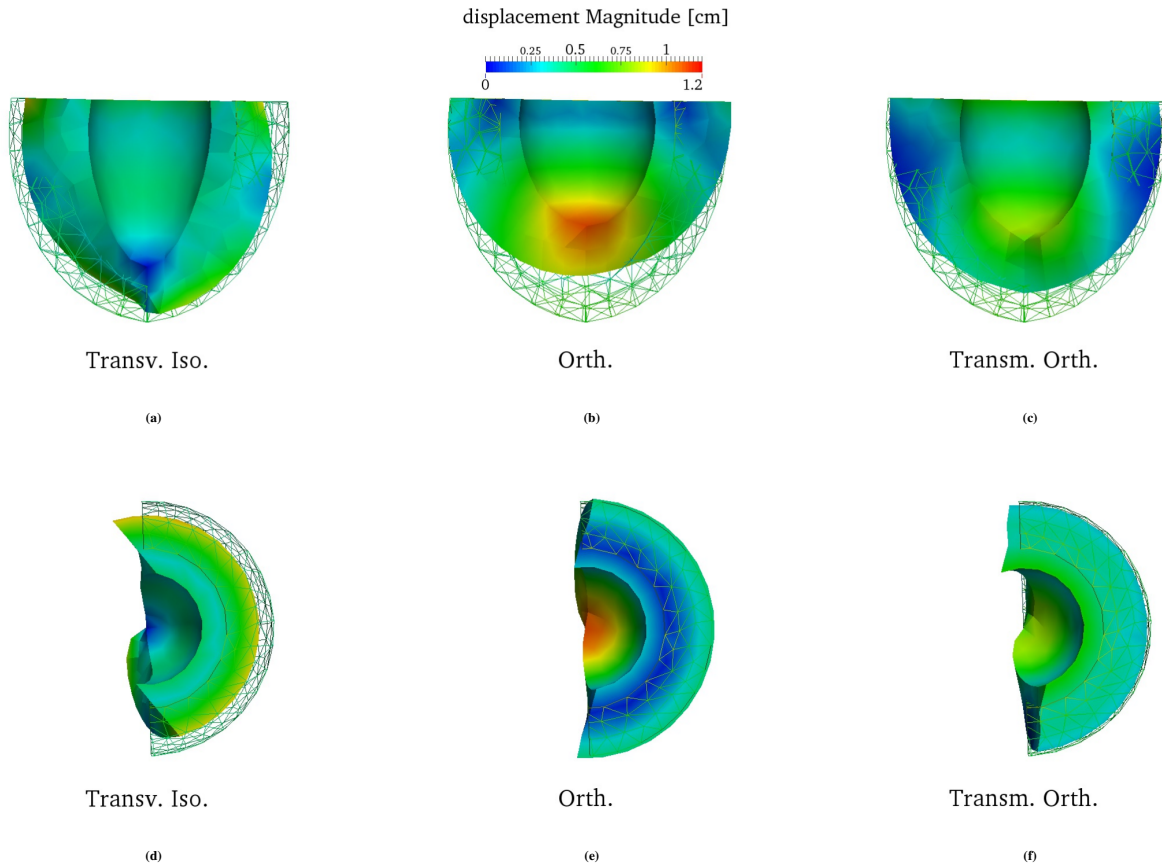 displacement Magnitude [cm]
0.25 0.5 0.75 1
0 1.2
Transv. Iso.
Orth.
Transm. Orth.
(a)
(b)
(c)
Transv. Iso.
Orth.
Transm. Orth.
(d)
(e)
(f)